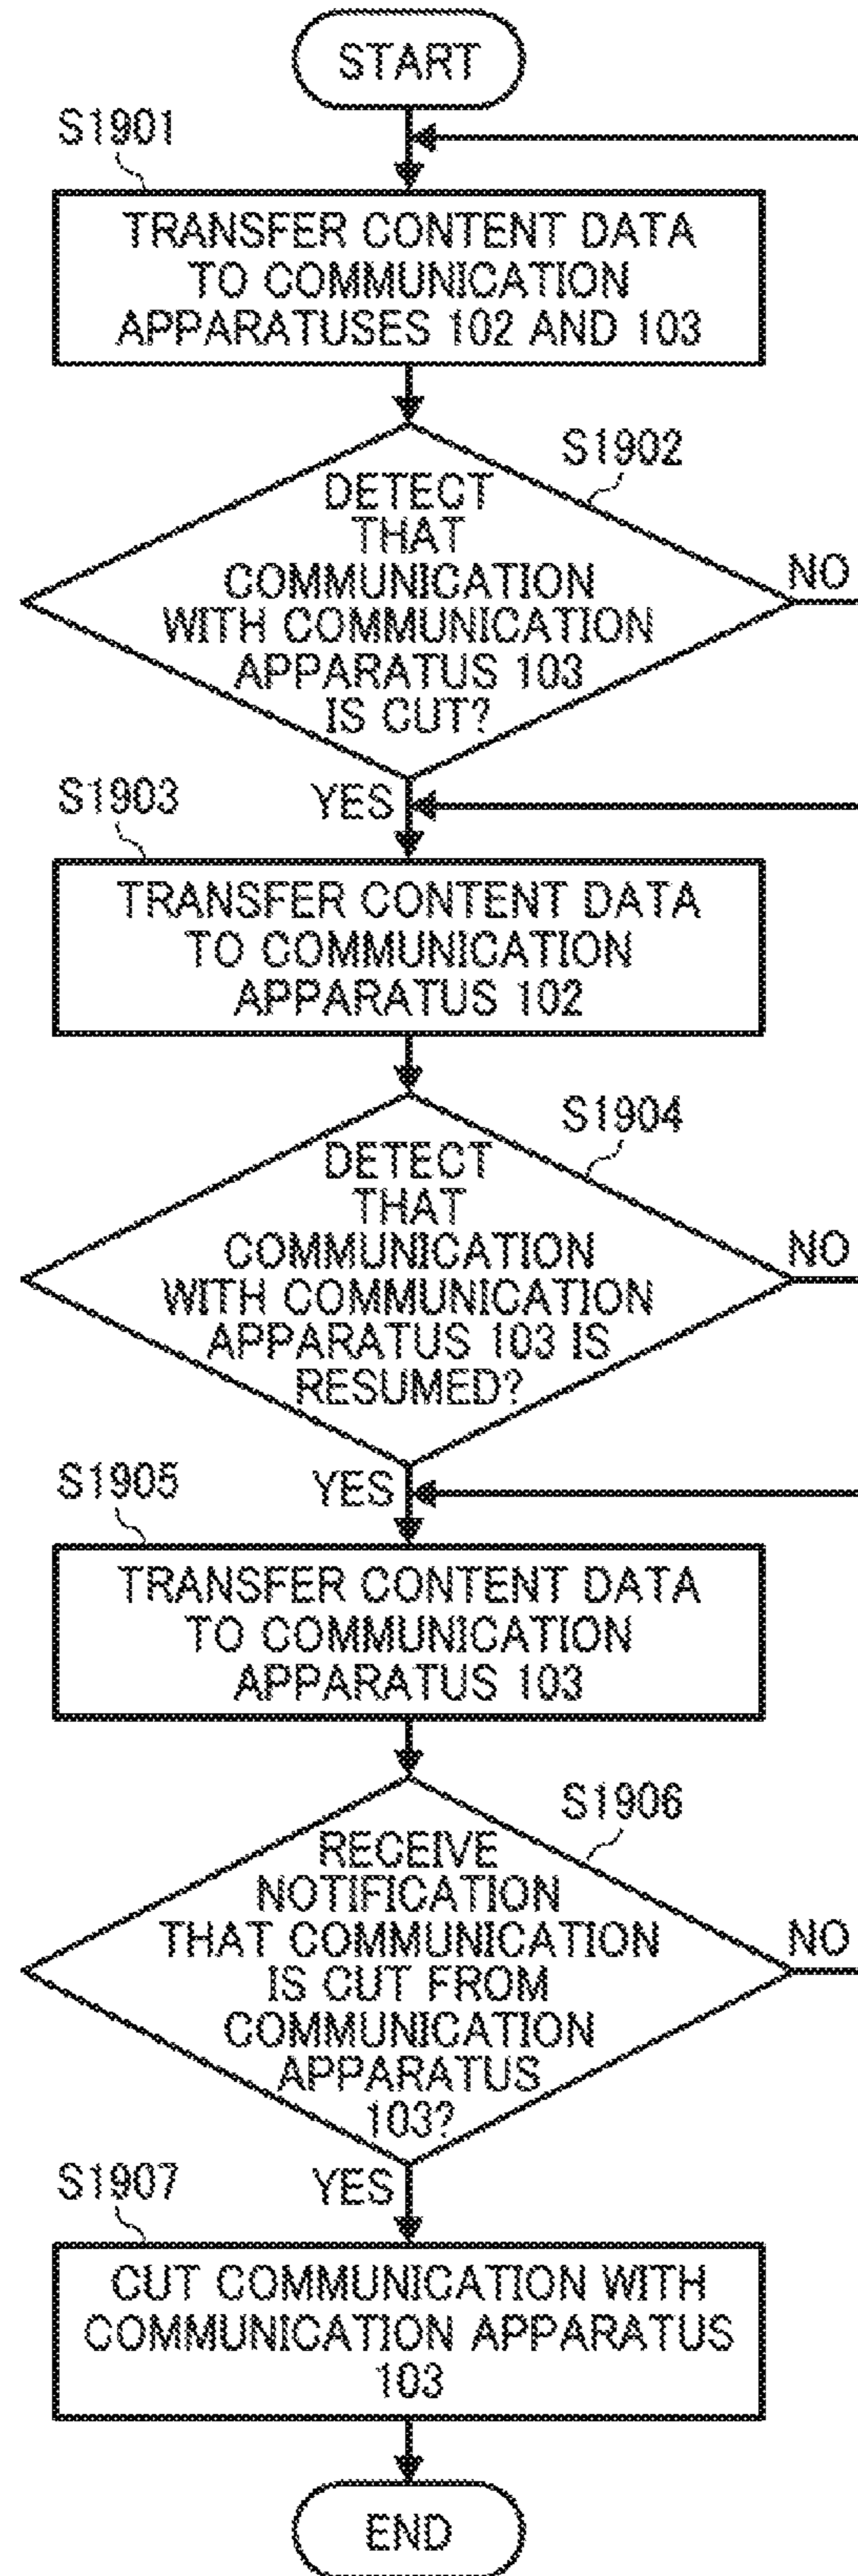 START
S1901
TRANSFER CONTENT DATA
TO COMMUNICATION
APPARATUSES 102 AND 103
S1902
DETECT
THAT
COMMUNICATION
WITH COMMUNICATION
APPARATUS 103
IS CUT?
NO
YES
S1903
TRANSFER CONTENT DATA
TO COMMUNICATION
APPARATUS 102
S1904
DETECT
THAT
COMMUNICATION
WITH COMMUNICATION
APPARATUS 103 IS
RESUMED?
NO
YES
S1905
TRANSFER CONTENT DATA
TO COMMUNICATION
APPARATUS 103
S1906
RECEIVE
NOTIFICATION
THAT COMMUNICATION
IS CUT FROM
COMMUNICATION
APPARATUS
103?
NO
YES
S1907
CUT COMMUNICATION WITH
COMMUNICATION APPARATUS
103
END